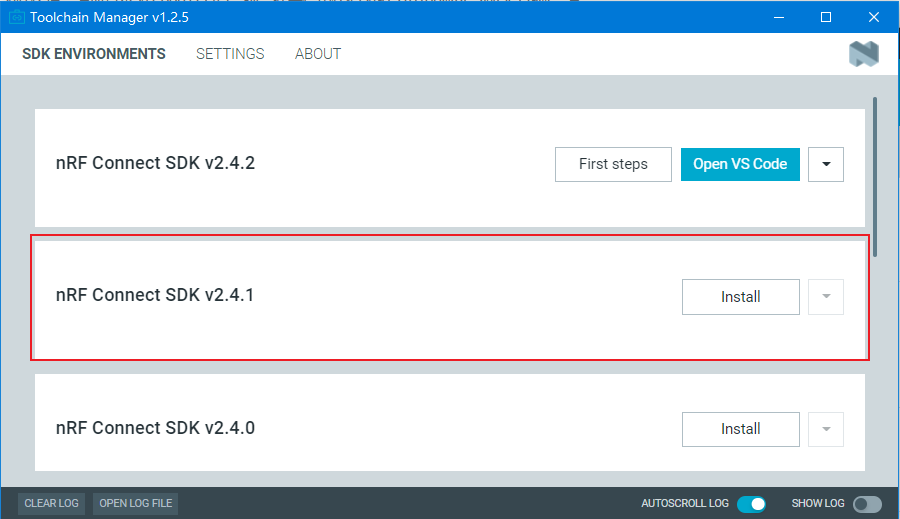 Toolchain Manager v1.2.5
SDK ENVIRONMENTS SETTINGS ABOUT
nRF Connect SDK v2.4.2 First steps Open VS Code
nRF Connect SDK v2.4.1 Install
nRF Connect SDK v2.4.0 Install
CLEAR LOG OPEN LOG FILE AUTOSCROLL LOG SHOW LOG